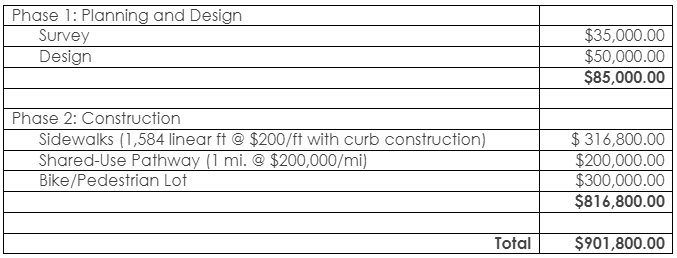 Phase 1: Planning and Design
Survey $35,000.00
Design $50,000.00
$85,000.00
Phase 2: Construction
Sidewalks (1,584 linear ft @ $200/ft with curb construction) $ 316,800.00
Shared-Use Pathway (1 mi. @ $200,000/mi) $200,000.00
Bike/Pedestrian Lot $300,000.00
$816,800.00
Total $901,800.00